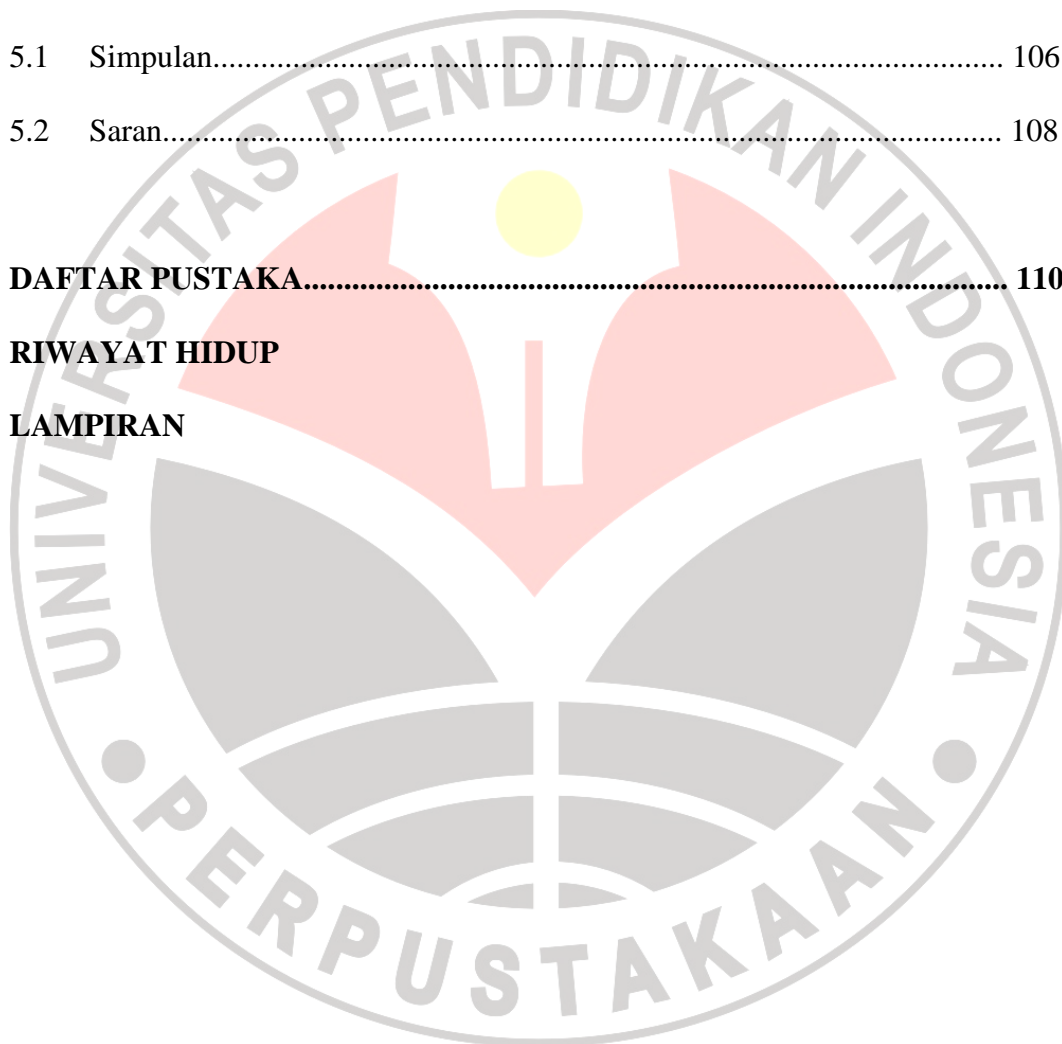 5.1 Simpulan.................................................................................................. 106
5.2 Saran........................................................................................................ 108
DAFTAR PUSTAKA..................................................................................... 110
RIWAYAT HIDUP
LAMPIRAN
UNIVERSITAS PENDIDIKAN INDONESIA
PERPUSTAKAAN